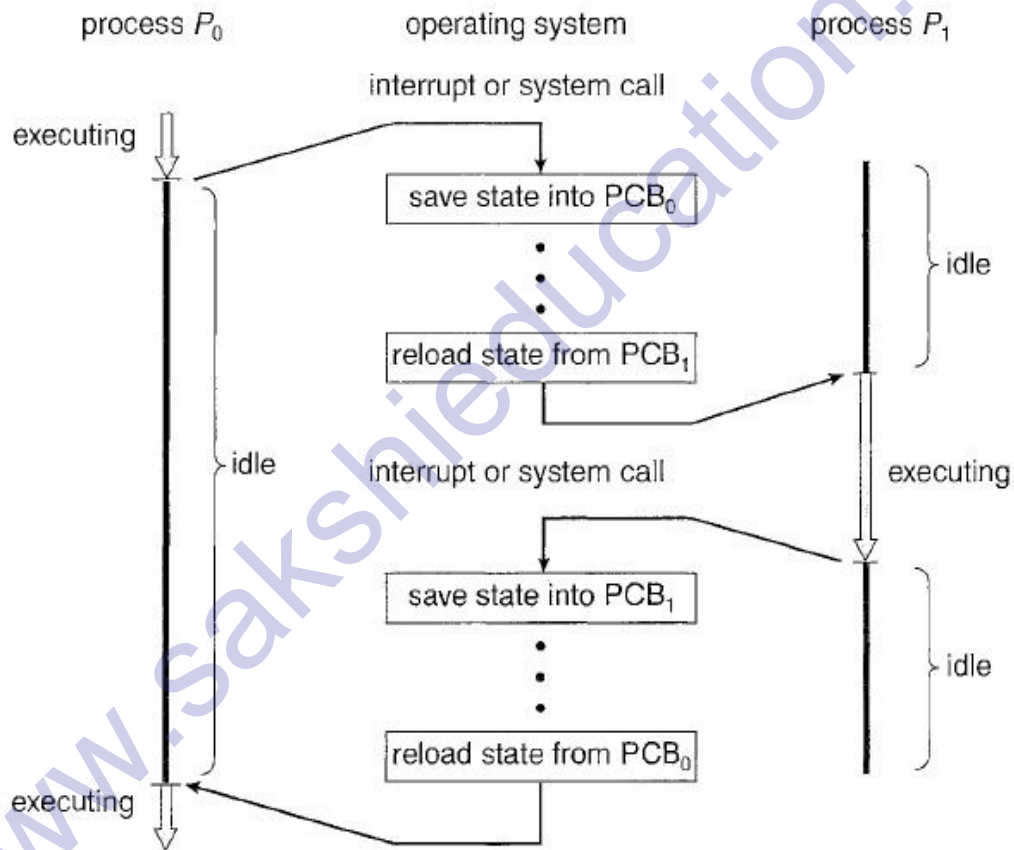 process P₀
operating system
process P₁
interrupt or system call
executing
save state into PCB₀
idle
reload state from PCB₁
idle
interrupt or system call
executing
save state into PCB₁
idle
reload state from PCB₀
executing
www.sakshieducation.